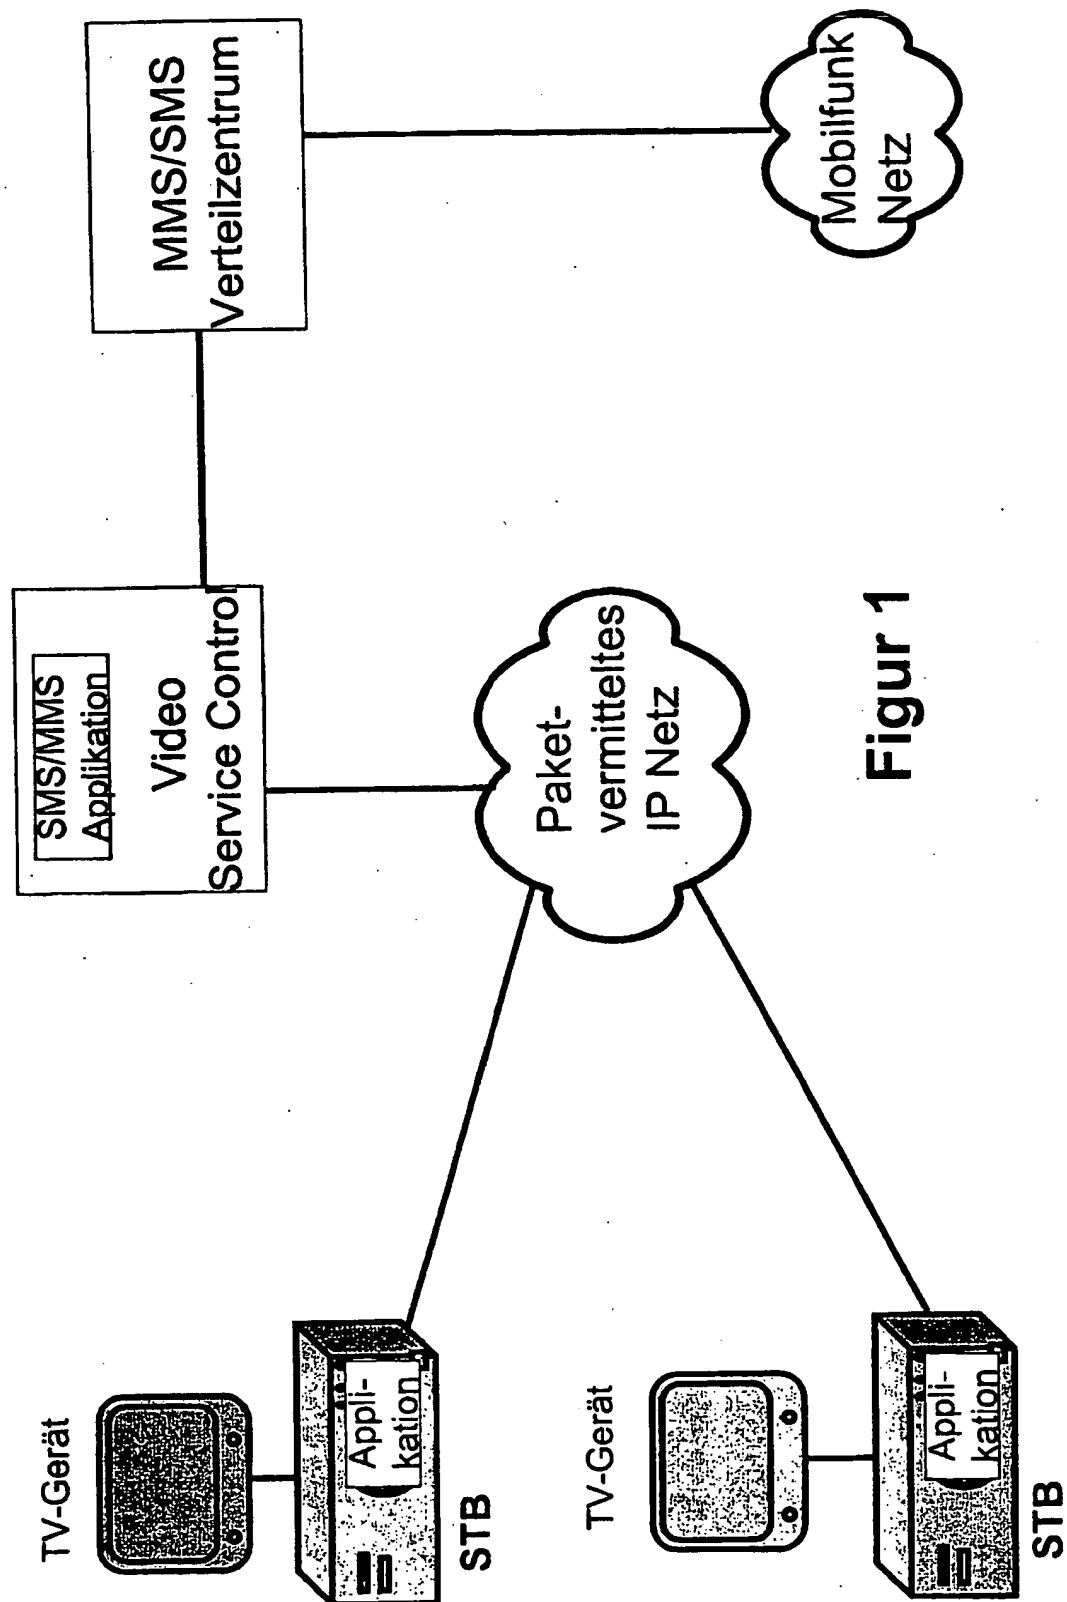 TV-Gerät
Appli-
kation
STB
TV-Gerät
Appli-
kation
STB
SMS/MMS
Applikation
Video
Service Control
Paket-
vermitteltes
IP Netz
MMS/SMS
Verteilzentrum
Mobilfunk
Netz
Figur 1